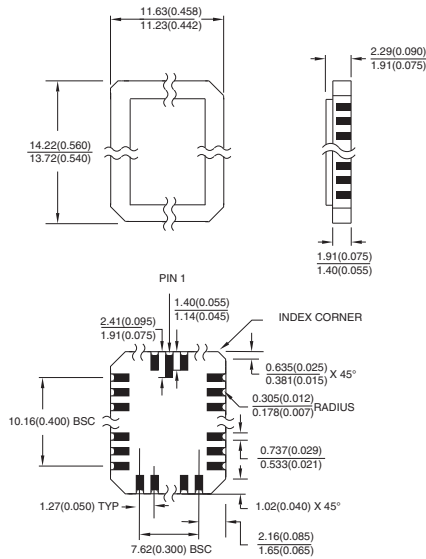 11.63(0.458)
11.23(0.442)
2.29(0.090)
1.91(0.075)
14.22(0.560)
13.72(0.540)
1.91(0.075)
1.40(0.055)
PIN 1
1.40(0.055)
1.14(0.045)
INDEX CORNER
2.41(0.095)
1.91(0.075)
0.635(0.025)
0.381(0.015) X 45°
0.305(0.012)
0.178(0.007) RADIUS
10.16(0.400) BSC
0.737(0.029)
0.533(0.021)
1.27(0.050) TYP
1.02(0.040) X 45°
2.16(0.085)
1.65(0.065)
7.62(0.300) BSC